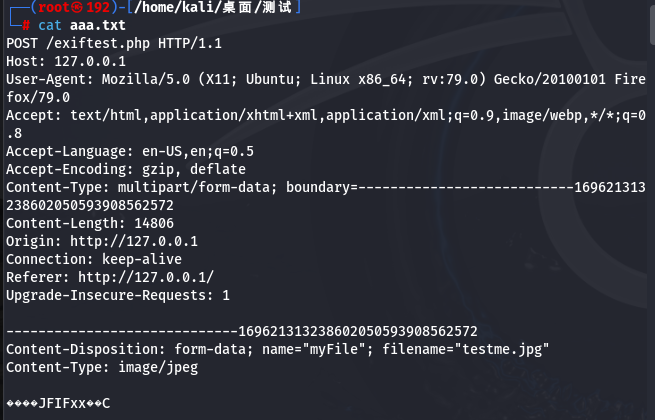 ┌──(root㉿192)-[/home/kali/桌面/测试]
└─# cat aaa.txt
POST /exiftest.php HTTP/1.1
Host: 127.0.0.1
User-Agent: Mozilla/5.0 (X11; Ubuntu; Linux x86_64; rv:79.0) Gecko/20100101 Fire
fox/79.0
Accept: text/html,application/xhtml+xml,application/xml;q=0.9,image/webp,*/*;q=0
.8
Accept-Language: en-US,en;q=0.5
Accept-Encoding: gzip, deflate
Content-Type: multipart/form-data; boundary=---------------------------169621313
238602050593908562572
Content-Length: 14806
Origin: http://127.0.0.1
Connection: keep-alive
Referer: http://127.0.0.1/
Upgrade-Insecure-Requests: 1
-----------------------------169621313238602050593908562572
Content-Disposition: form-data; name="myFile"; filename="testme.jpg"
Content-Type: image/jpeg
����JFIFxx��C